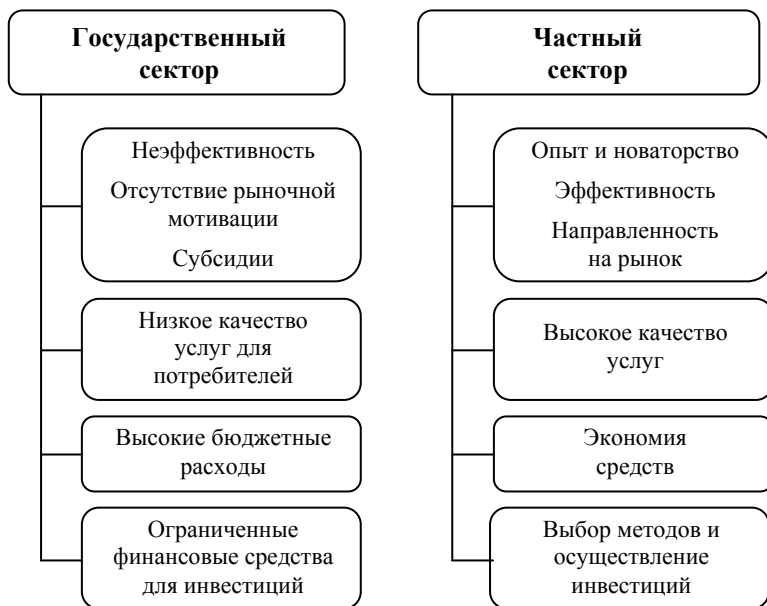 Государственный
сектор
Неэффективность
Отсутствие рыночной
мотивации
Субсидии
Низкое качество
услуг для
потребителей
Высокие бюджетные
расходы
Ограниченные
финансовые средства
для инвестиций
Частный
сектор
Опыт и новаторство
Эффективность
Направленность
на рынок
Высокое качество
услуг
Экономия
средств
Выбор методов и
осуществление
инвестиций